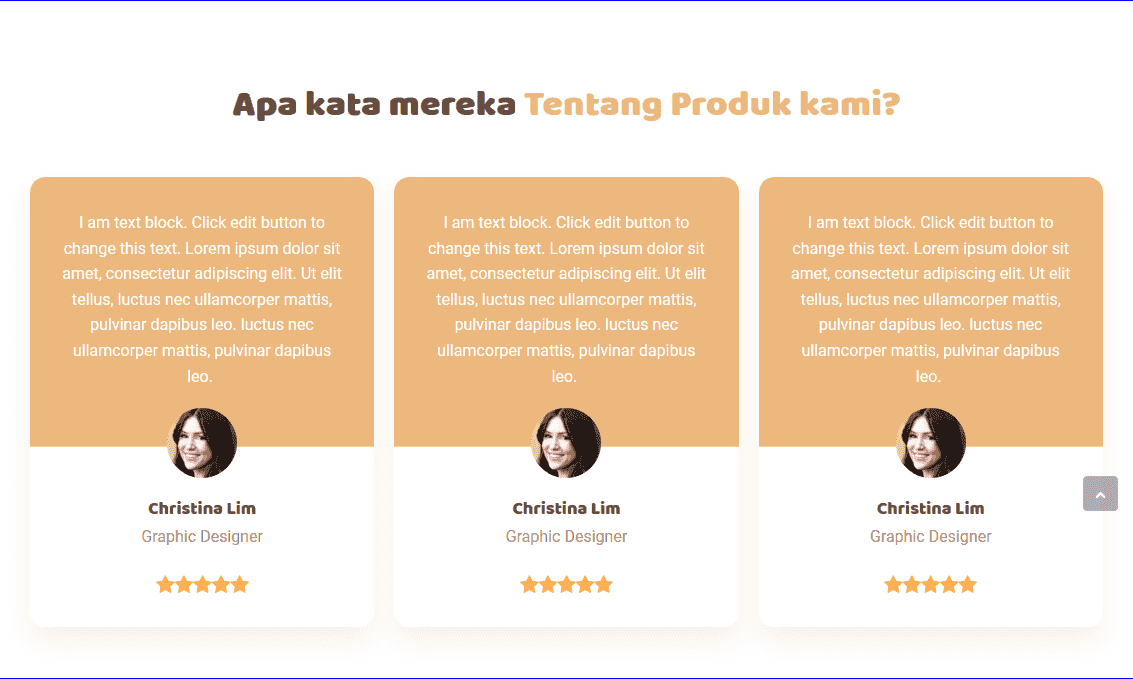 Apa kata mereka Tentang Produk kami?
I am text block. Click edit button to
change this text. Lorem ipsum dolor sit
amet, consectetur adipiscing elit. Ut elit
tellus, luctus nec ullamcorper mattis,
pulvinar dapibus leo. luctus nec
ullamcorper mattis, pulvinar dapibus
leo.
Christina Lim
Graphic Designer
I am text block. Click edit button to
change this text. Lorem ipsum dolor sit
amet, consectetur adipiscing elit. Ut elit
tellus, luctus nec ullamcorper mattis,
pulvinar dapibus leo. luctus nec
ullamcorper mattis, pulvinar dapibus
leo.
Christina Lim
Graphic Designer
I am text block. Click edit button to
change this text. Lorem ipsum dolor sit
amet, consectetur adipiscing elit. Ut elit
tellus, luctus nec ullamcorper mattis,
pulvinar dapibus leo. luctus nec
ullamcorper mattis, pulvinar dapibus
leo.
Christina Lim
Graphic Designer